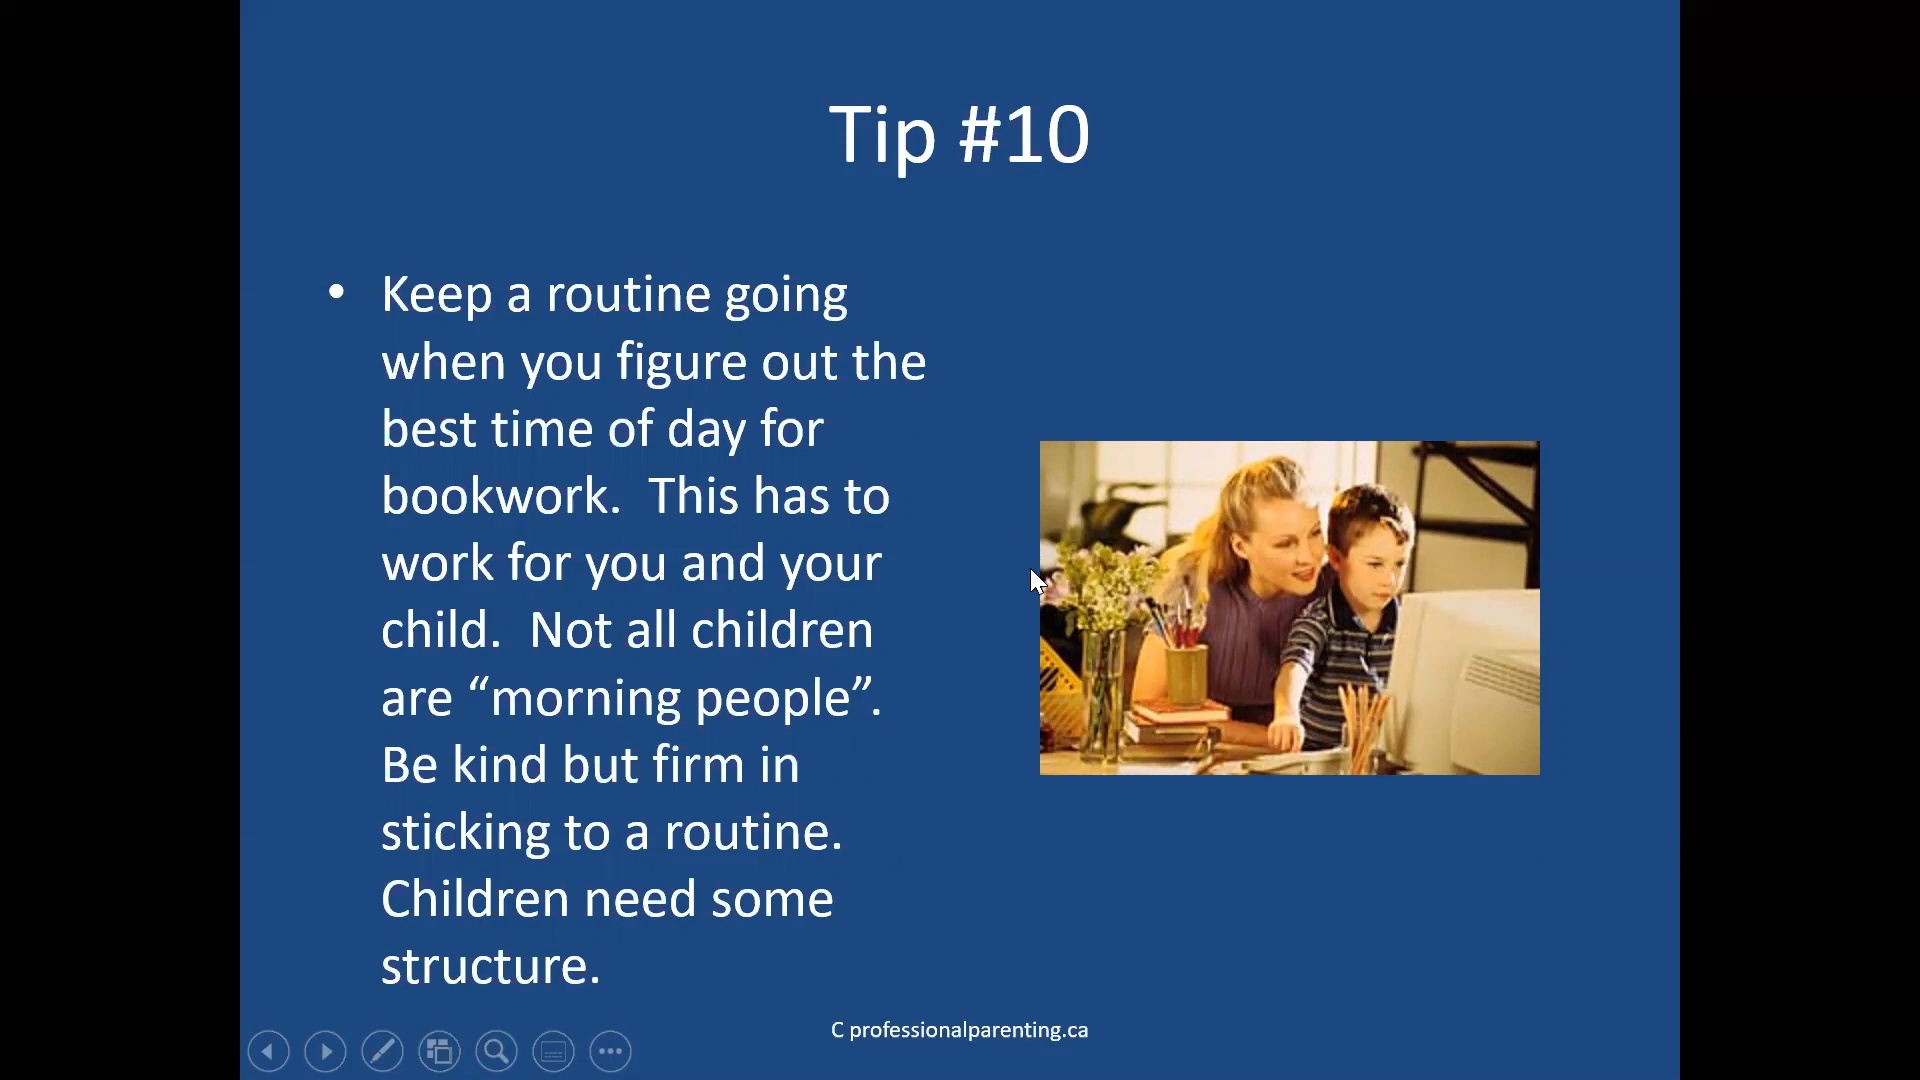 Tip #10
• Keep a routine going
when you figure out the
best time of day for
bookwork.  This has to
work for you and your
child.  Not all children
are “morning people”.
Be kind but firm in
sticking to a routine.
Children need some
structure.
C professionalparenting.ca